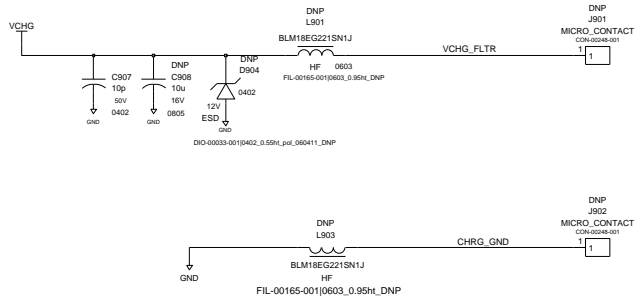 DNP
L901
BLM18EG221SN1J
HF 0603
FIL-00165-001|0603_0.95ht_DNP
VCHG
VCHG_FLTR
DNP
J901
MICRO_CONTACT
CON-00248-001
1
1
C907
10p
50V
0402
GND
DNP
C908
10u
16V
0805
GND
DNP
D904
0402
12V
ESD
GND
DIO-00033-001|0402_0.55ht_pol_060411_DNP
DNP
L903
BLM18EG221SN1J
HF
FIL-00165-001|0603_0.95ht_DNP
GND
CHRG_GND
DNP
J902
MICRO_CONTACT
CON-00248-001
1
1